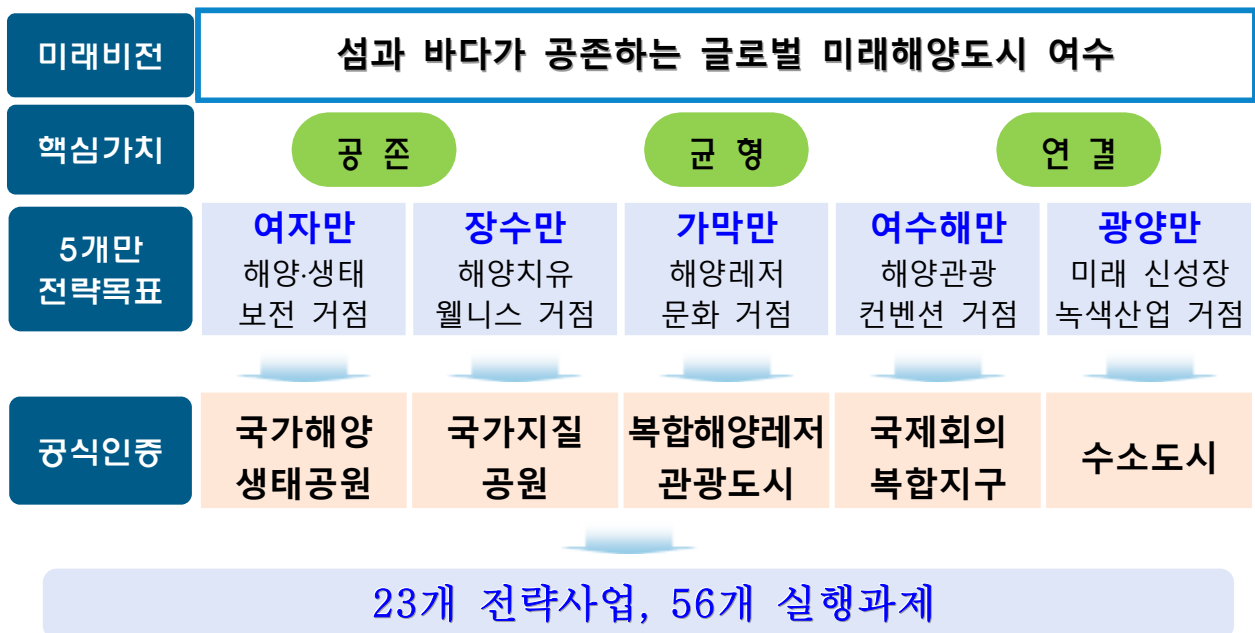 미래비전
섬과 바다가 공존하는 글로벌 미래해양도시 여수
핵심가치
공 존
균 형
연 결
5개만
전략목표
여자만
해양·생태
보전 거점
장수만
해양치유
웰니스 거점
가막만
해양레저
문화 거점
여수해만
해양관광
컨벤션 거점
광양만
미래 신성장
녹색산업 거점
공식인증
국가해양
생태공원
국가지질
공원
복합해양레저
관광도시
국제회의
복합지구
수소도시
23개 전략사업, 56개 실행과제